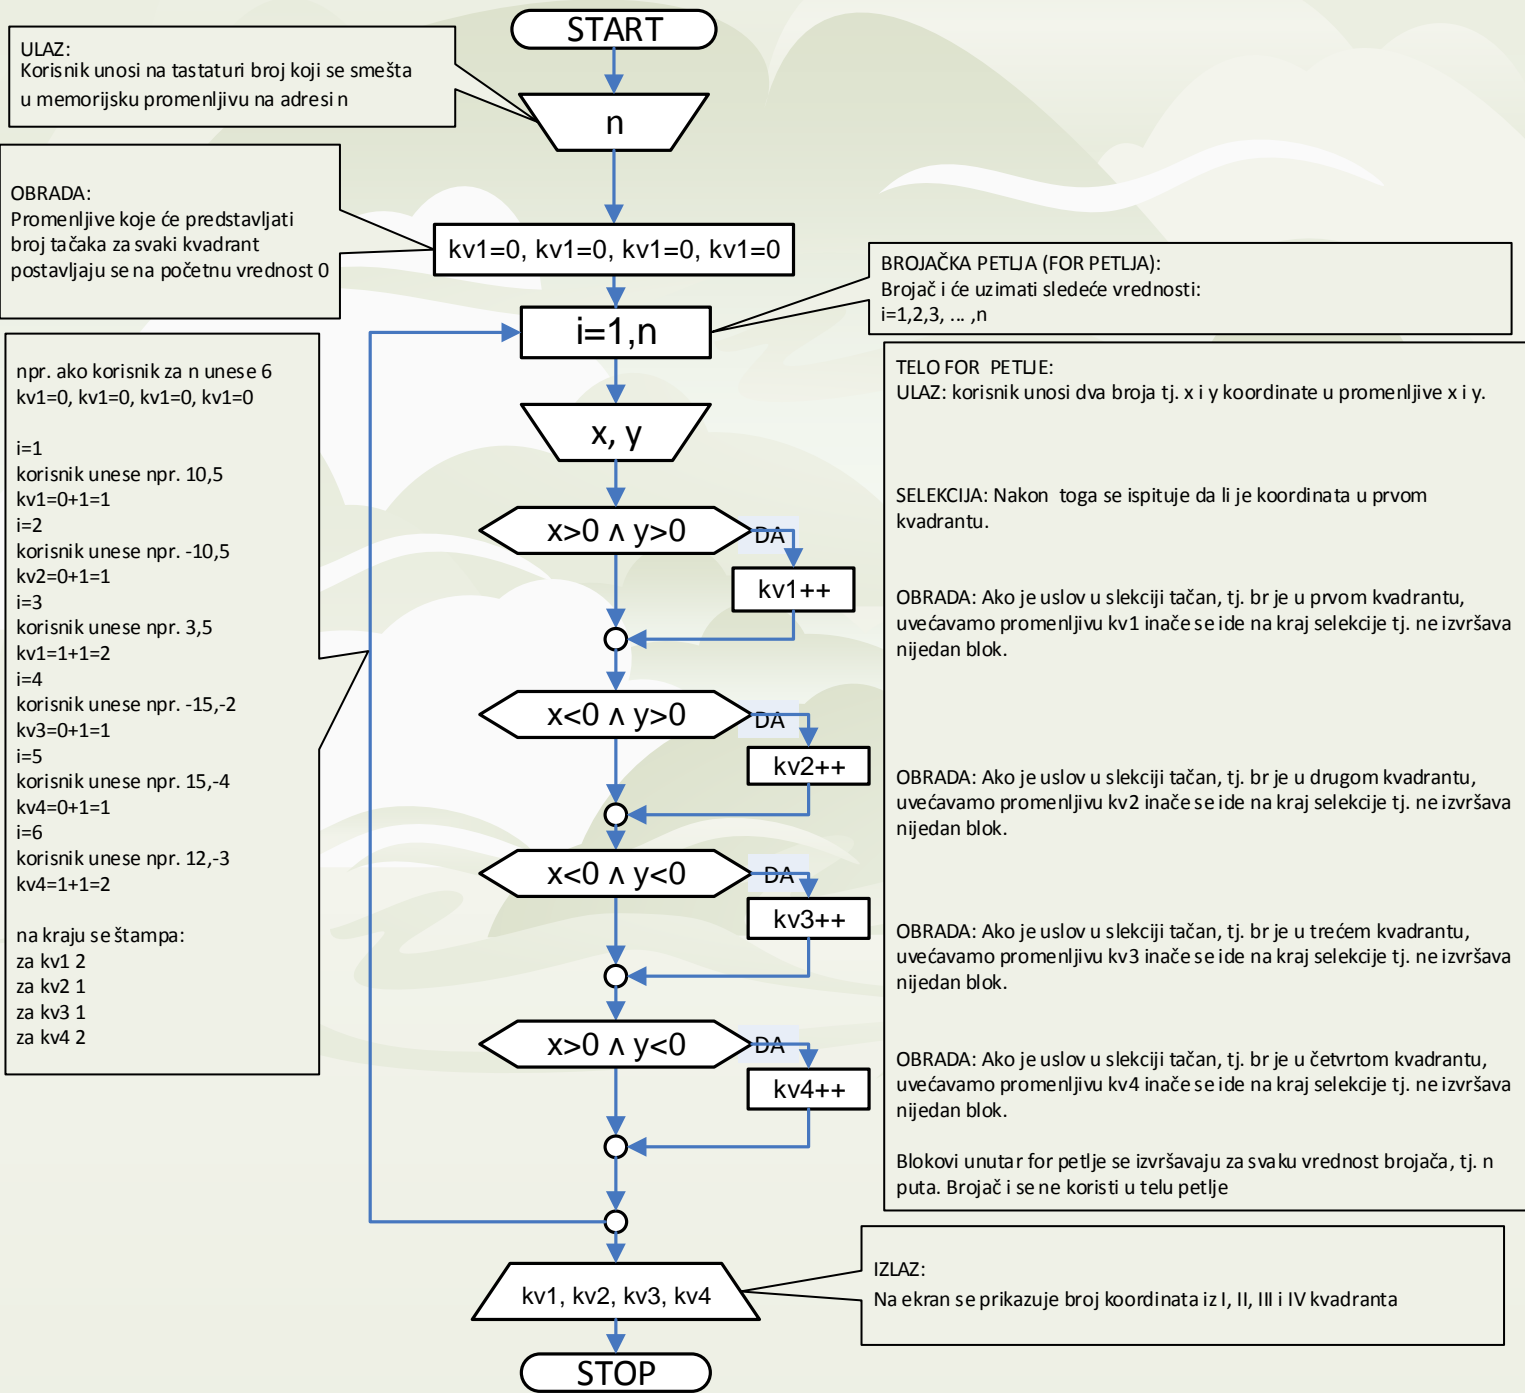 START
ULAZ:
Korisnik unosi na tastaturi broj koji se smešta
u memorijsku promenljivu na adresi n
n
OBRADA:
Promenljive koje će predstavljati
broj tačaka za svaki kvadrant
postavljaju se na početnu vrednost 0
kv1=0, kv1=0, kv1=0, kv1=0
BROJAČKA PETLJA (FOR PETLJA):
Brojač i će uzimati sledeće vrednosti:
i=1,2,3, ... ,n
i=1,n
npr. ako korisnik za n unese 6
kv1=0, kv1=0, kv1=0, kv1=0
i=1
korisnik unese npr. 10,5
kv1=0+1=1
i=2
korisnik unese npr. -10,5
kv2=0+1=1
i=3
korisnik unese npr. 3,5
kv1=1+1=2
i=4
korisnik unese npr. -15,-2
kv3=0+1=1
i=5
korisnik unese npr. 15,-4
kv4=0+1=1
i=6
korisnik unese npr. 12,-3
kv4=1+1=2
na kraju se štampa:
za kv1 2
za kv2 1
za kv3 1
za kv4 2
x, y
x>0 ∧ y>0
DA
kv1++
x<0 ∧ y>0
DA
kv2++
x<0 ∧ y<0
DA
kv3++
x>0 ∧ y<0
DA
kv4++
TELO FOR PETLJE:
ULAZ: korisnik unosi dva broja tj. x i y koordinate u promenljive x i y.
SELEKCIJA: Nakon toga se ispituje da li je koordinata u prvom
kvadrantu.
OBRADA: Ako je uslov u slekciji tačan, tj. br je u prvom kvadrantu,
uvećavamo promenljivu kv1 inače se ide na kraj selekcije tj. ne izvršava
nijedan blok.
OBRADA: Ako je uslov u slekciji tačan, tj. br je u drugom kvadrantu,
uvećavamo promenljivu kv2 inače se ide na kraj selekcije tj. ne izvršava
nijedan blok.
OBRADA: Ako je uslov u slekciji tačan, tj. br je u trećem kvadrantu,
uvećavamo promenljivu kv3 inače se ide na kraj selekcije tj. ne izvršava
nijedan blok.
OBRADA: Ako je uslov u slekciji tačan, tj. br je u četvrtom kvadrantu,
uvećavamo promenljivu kv4 inače se ide na kraj selekcije tj. ne izvršava
nijedan blok.
Blokovi unutar for petlje se izvršavaju za svaku vrednost brojača, tj. n
puta. Brojač i se ne koristi u telu petlje
kv1, kv2, kv3, kv4
IZLAZ:
Na ekran se prikazuje broj koordinata iz I, II, III i IV kvadranta
STOP